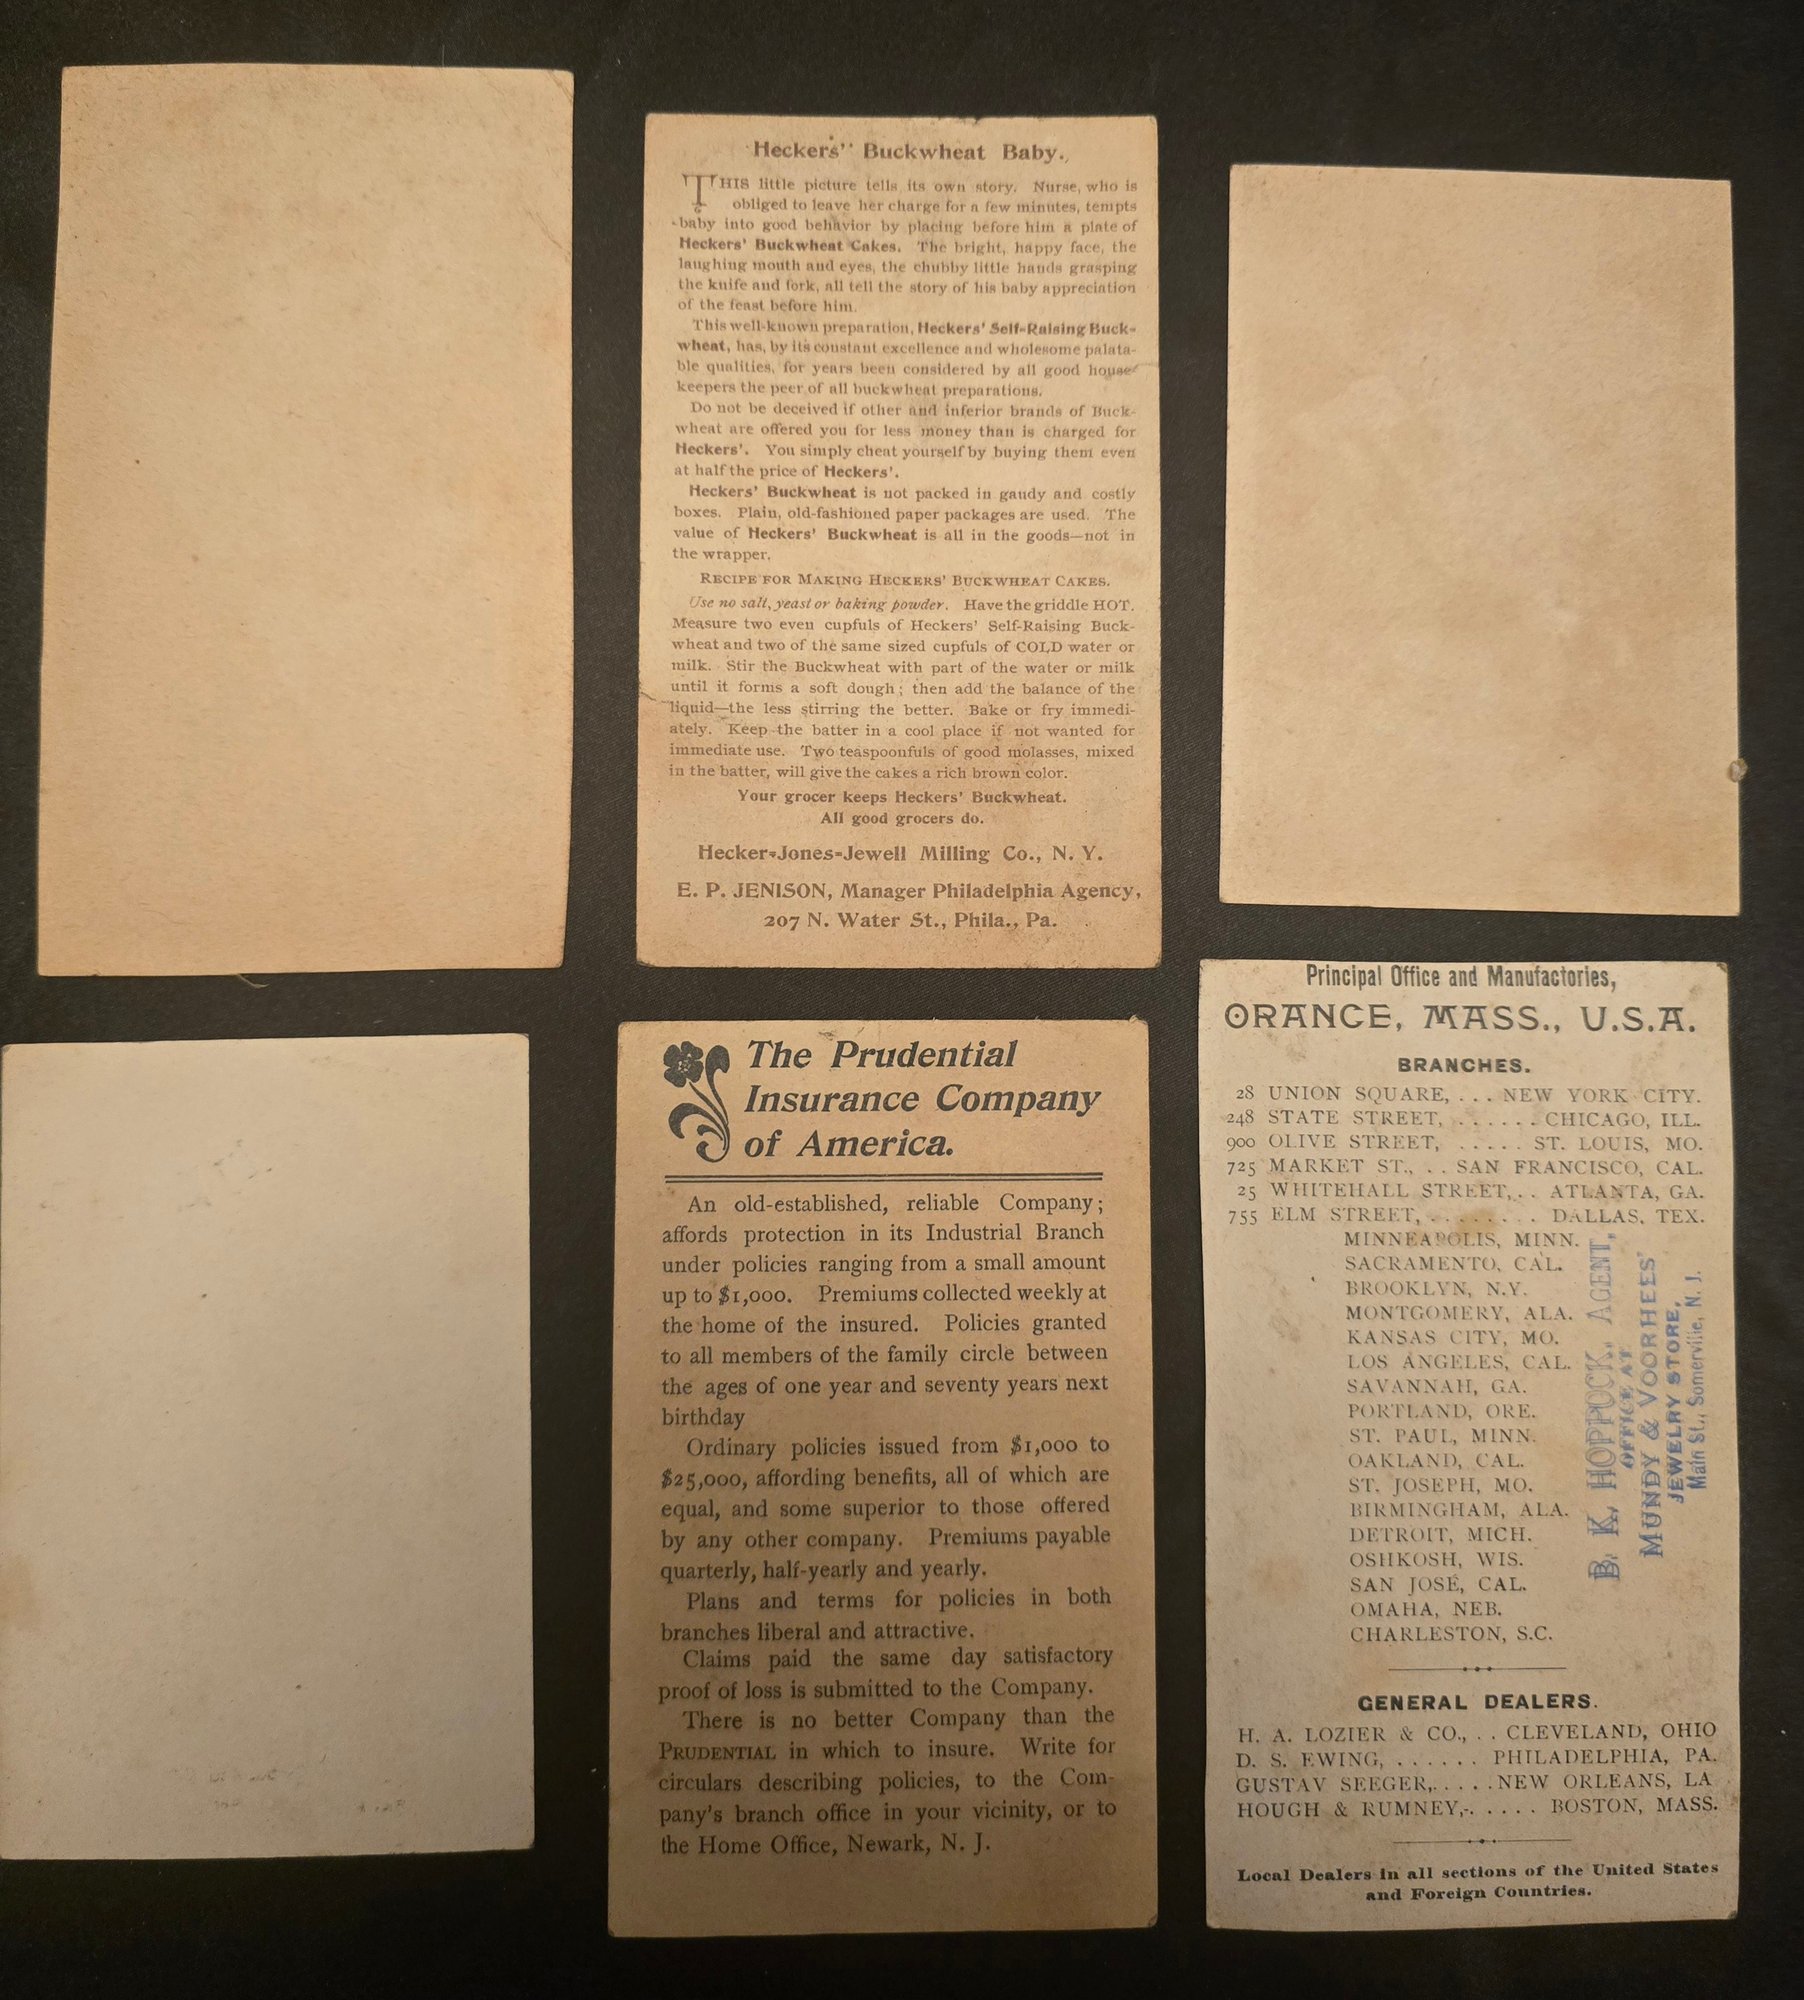 Heckers'' Buckwheat Baby.
THIS little picture tells its own story. Nurse, who is
obliged to leave her charge for a few minutes, tempts
baby into good behavior by placing before him a plate of
Heckers' Buckwheat Cakes. The bright, happy face, the
laughing mouth and eyes, the chubby little hands grasping
the knife and fork, all tell the story of his baby appreciation
of the feast before him.
This well-known preparation, Heckers' Self-Raising Buck-
wheat, has, by its constant excellence and wholesome palata-
ble qualities, for years been considered by all good house-
keepers the peer of all buckwheat preparations.
Do not be deceived if other and inferior brands of Buck-
wheat are offered you for less money than is charged for
Heckers'. You simply cheat yourself by buying them even
at half the price of Heckers'.
Heckers' Buckwheat is not packed in gaudy and costly
boxes. Plain, old-fashioned paper packages are used. The
value of Heckers' Buckwheat is all in the goods—not in
the wrapper.
RECIPE FOR MAKING HECKERS' BUCKWHEAT CAKES.
Use no salt, yeast or baking powder. Have the griddle HOT.
Measure two even cupfuls of Heckers' Self-Raising Buck-
wheat and two of the same sized cupfuls of COLD water or
milk. Stir the Buckwheat with part of the water or milk
until it forms a soft dough; then add the balance of the
liquid—the less stirring the better. Bake or fry immedi-
ately. Keep the batter in a cool place if not wanted for
immediate use. Two teaspoonfuls of good molasses, mixed
in the batter, will give the cakes a rich brown color.
Your grocer keeps Heckers' Buckwheat.
All good grocers do.
Hecker-Jones-Jewell Milling Co., N. Y.
E. P. JENISON, Manager Philadelphia Agency,
207 N. Water St., Phila., Pa.
The Prudential
Insurance Company
of America.
An old-established, reliable Company;
affords protection in its Industrial Branch
under policies ranging from a small amount
up to $1,000. Premiums collected weekly at
the home of the insured. Policies granted
to all members of the family circle between
the ages of one year and seventy years next
birthday
Ordinary policies issued from $1,000 to
$25,000, affording benefits, all of which are
equal, and some superior to those offered
by any other company. Premiums payable
quarterly, half-yearly and yearly.
Plans and terms for policies in both
branches liberal and attractive.
Claims paid the same day satisfactory
proof of loss is submitted to the Company.
There is no better Company than the
PRUDENTIAL in which to insure. Write for
circulars describing policies, to the Com-
pany's branch office in your vicinity, or to
the Home Office, Newark, N. J.
Principal Office and Manufactories,
ORANGE, MASS., U.S.A.
BRANCHES.
28 UNION SQUARE, ... NEW YORK CITY.
248 STATE STREET, ...... CHICAGO, ILL.
900 OLIVE STREET, ..... ST. LOUIS, MO.
725 MARKET ST., .. SAN FRANCISCO, CAL.
25 WHITEHALL STREET, .. ATLANTA, GA.
755 ELM STREET, ........ DALLAS, TEX.
MINNEAPOLIS, MINN.
SACRAMENTO, CAL.
BROOKLYN, N.Y.
MONTGOMERY, ALA.
KANSAS CITY, MO.
LOS ANGELES, CAL.
SAVANNAH, GA.
PORTLAND, ORE.
ST. PAUL, MINN.
OAKLAND, CAL.
ST. JOSEPH, MO.
BIRMINGHAM, ALA.
DETROIT, MICH.
OSHKOSH, WIS.
SAN JOSÉ, CAL.
OMAHA, NEB.
CHARLESTON, S.C.
B. K. HOPPOCK, AGENT,
OFFICE AT
MUNDY & VOORHEES'
JEWELRY STORE,
Main St., Somerville, N. J.
GENERAL DEALERS.
H. A. LOZIER & CO., .. CLEVELAND, OHIO
D. S. EWING, ...... PHILADELPHIA, PA.
GUSTAV SEEGER, ..... NEW ORLEANS, LA
HOUGH & RUMNEY, ..... BOSTON, MASS.
Local Dealers in all sections of the United States
and Foreign Countries.